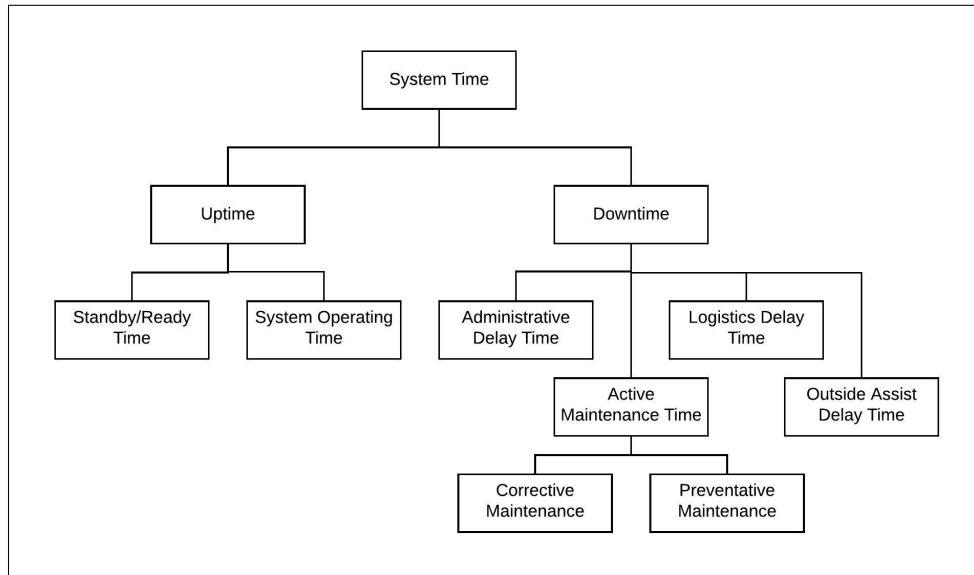 System Time
Uptime
Downtime
Standby/Ready
Time
System Operating
Time
Administrative
Delay Time
Logistics Delay
Time
Active
Maintenance Time
Outside Assist
Delay Time
Corrective
Maintenance
Preventative
Maintenance